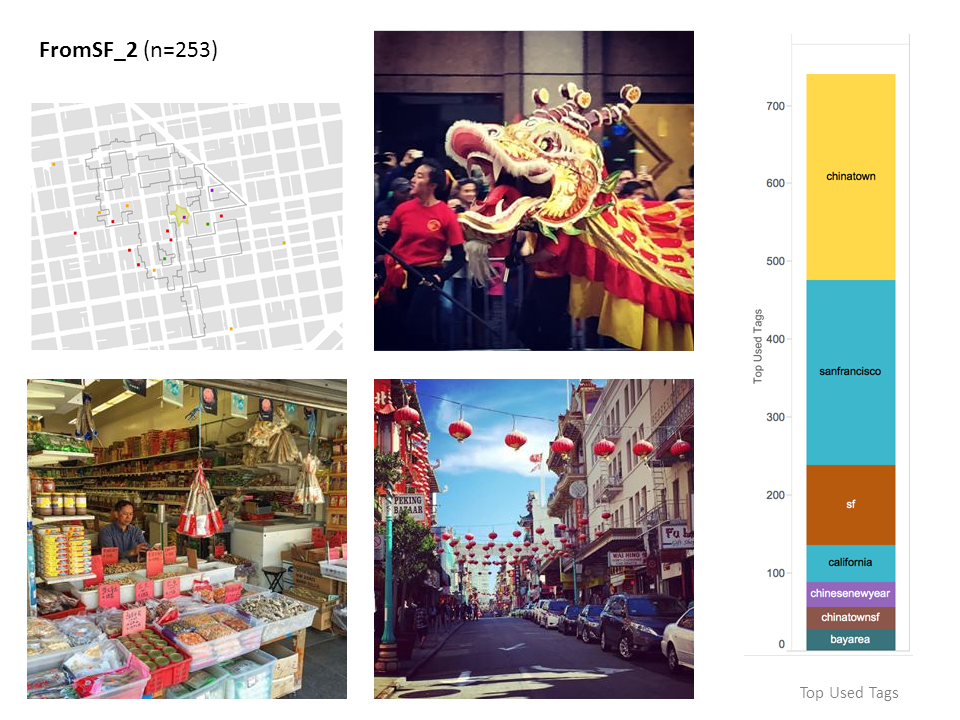 FromSF_2 (n=253)
PEKING
BAZAAR
WAI HING
Top Used Tags
700
600
500
400
300
200
100
0
chinatown
sanfrancisco
sf
california
chinesenewyear
chinatownsf
bayarea
Top Used Tags